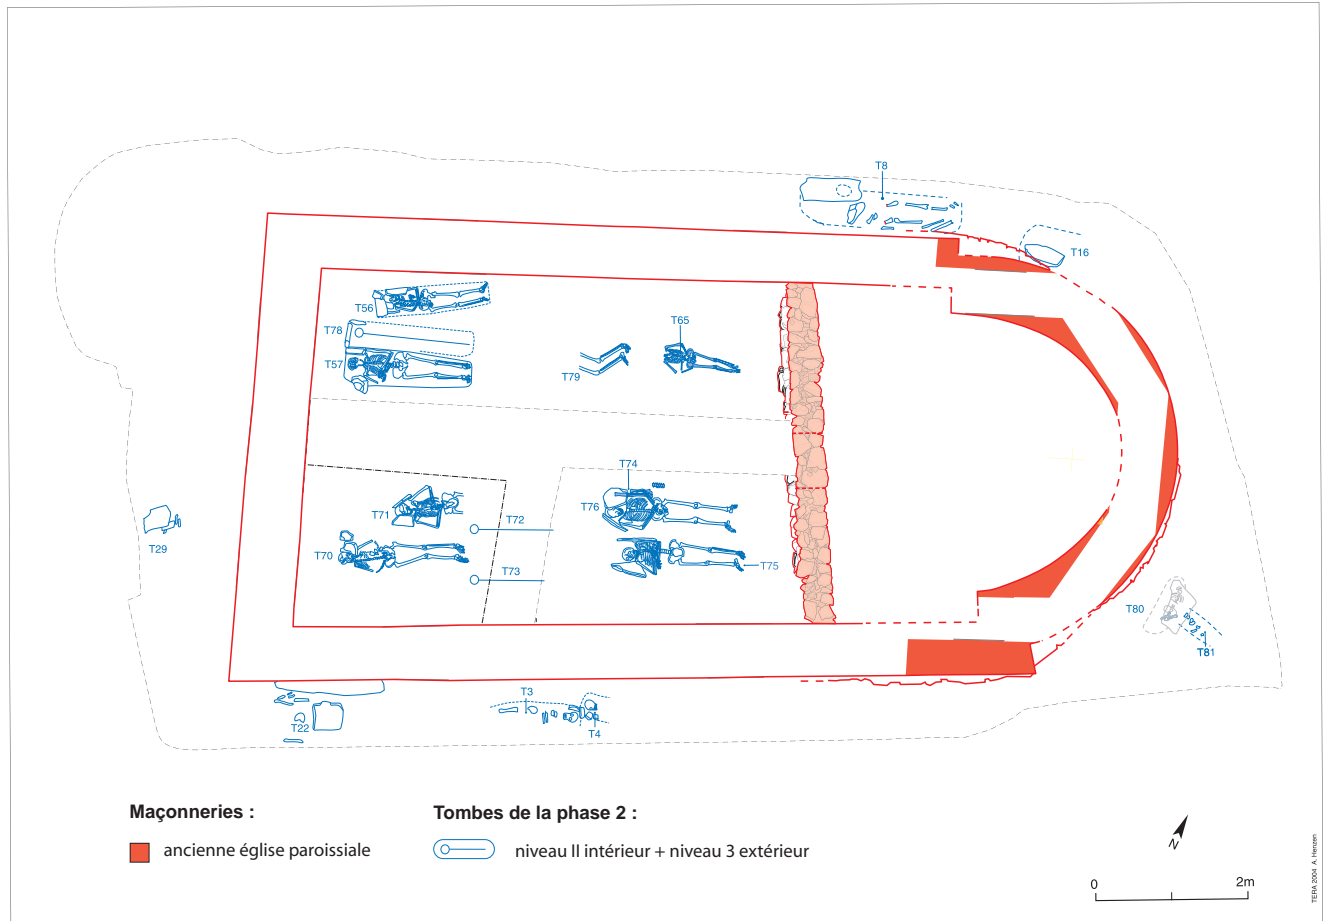 T8
T16
T56
T78
T57
T65
T79
T74
T71
T76
T72
T70
T73
T75
T29
T80
T81
T3
T22
T4
Maçonneries :
ancienne église paroissiale
Tombes de la phase 2 :
niveau II intérieur + niveau 3 extérieur
N
0
2m
TERA 2004 A. Henzen